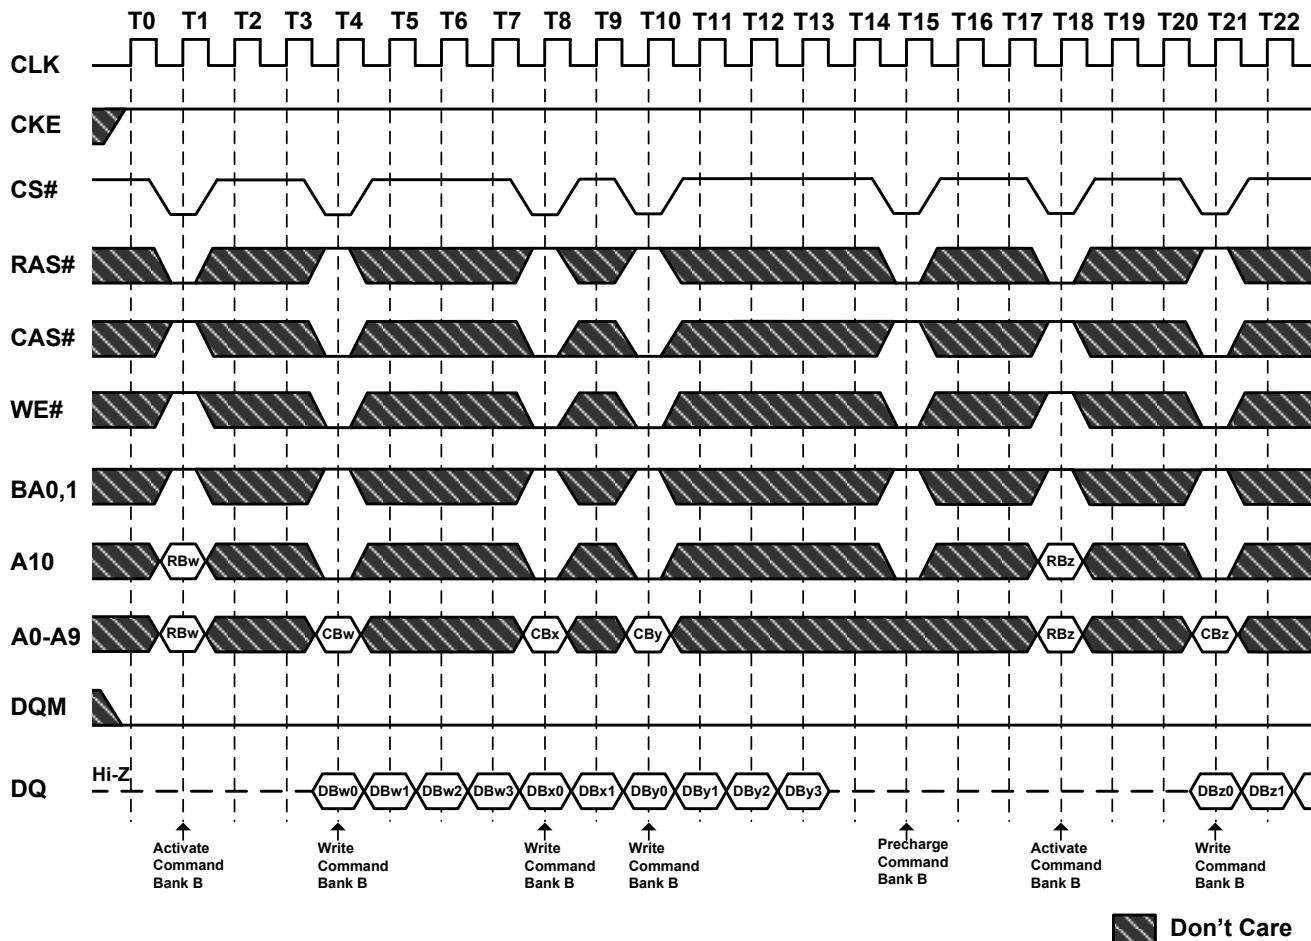 T0 T1 T2 T3 T4 T5 T6 T7 T8 T9 T10 T11 T12 T13 T14 T15 T16 T17 T18 T19 T20 T21 T22
CLK
CKE
CS#
RAS#
CAS#
WE#
BA0,1
A10 RBw RBz
A0-A9 RBw CBw CBx CBy RBz CBz
DQM
Hi-Z
DQ DBw0 DBw1 DBw2 DBw3 DBx0 DBx1 DBy0 DBy1 DBy2 DBy3 DBz0 DBz1
Activate
Command
Bank B
Write
Command
Bank B
Write
Command
Bank B
Write
Command
Bank B
Precharge
Command
Bank B
Activate
Command
Bank B
Write
Command
Bank B
Don't Care